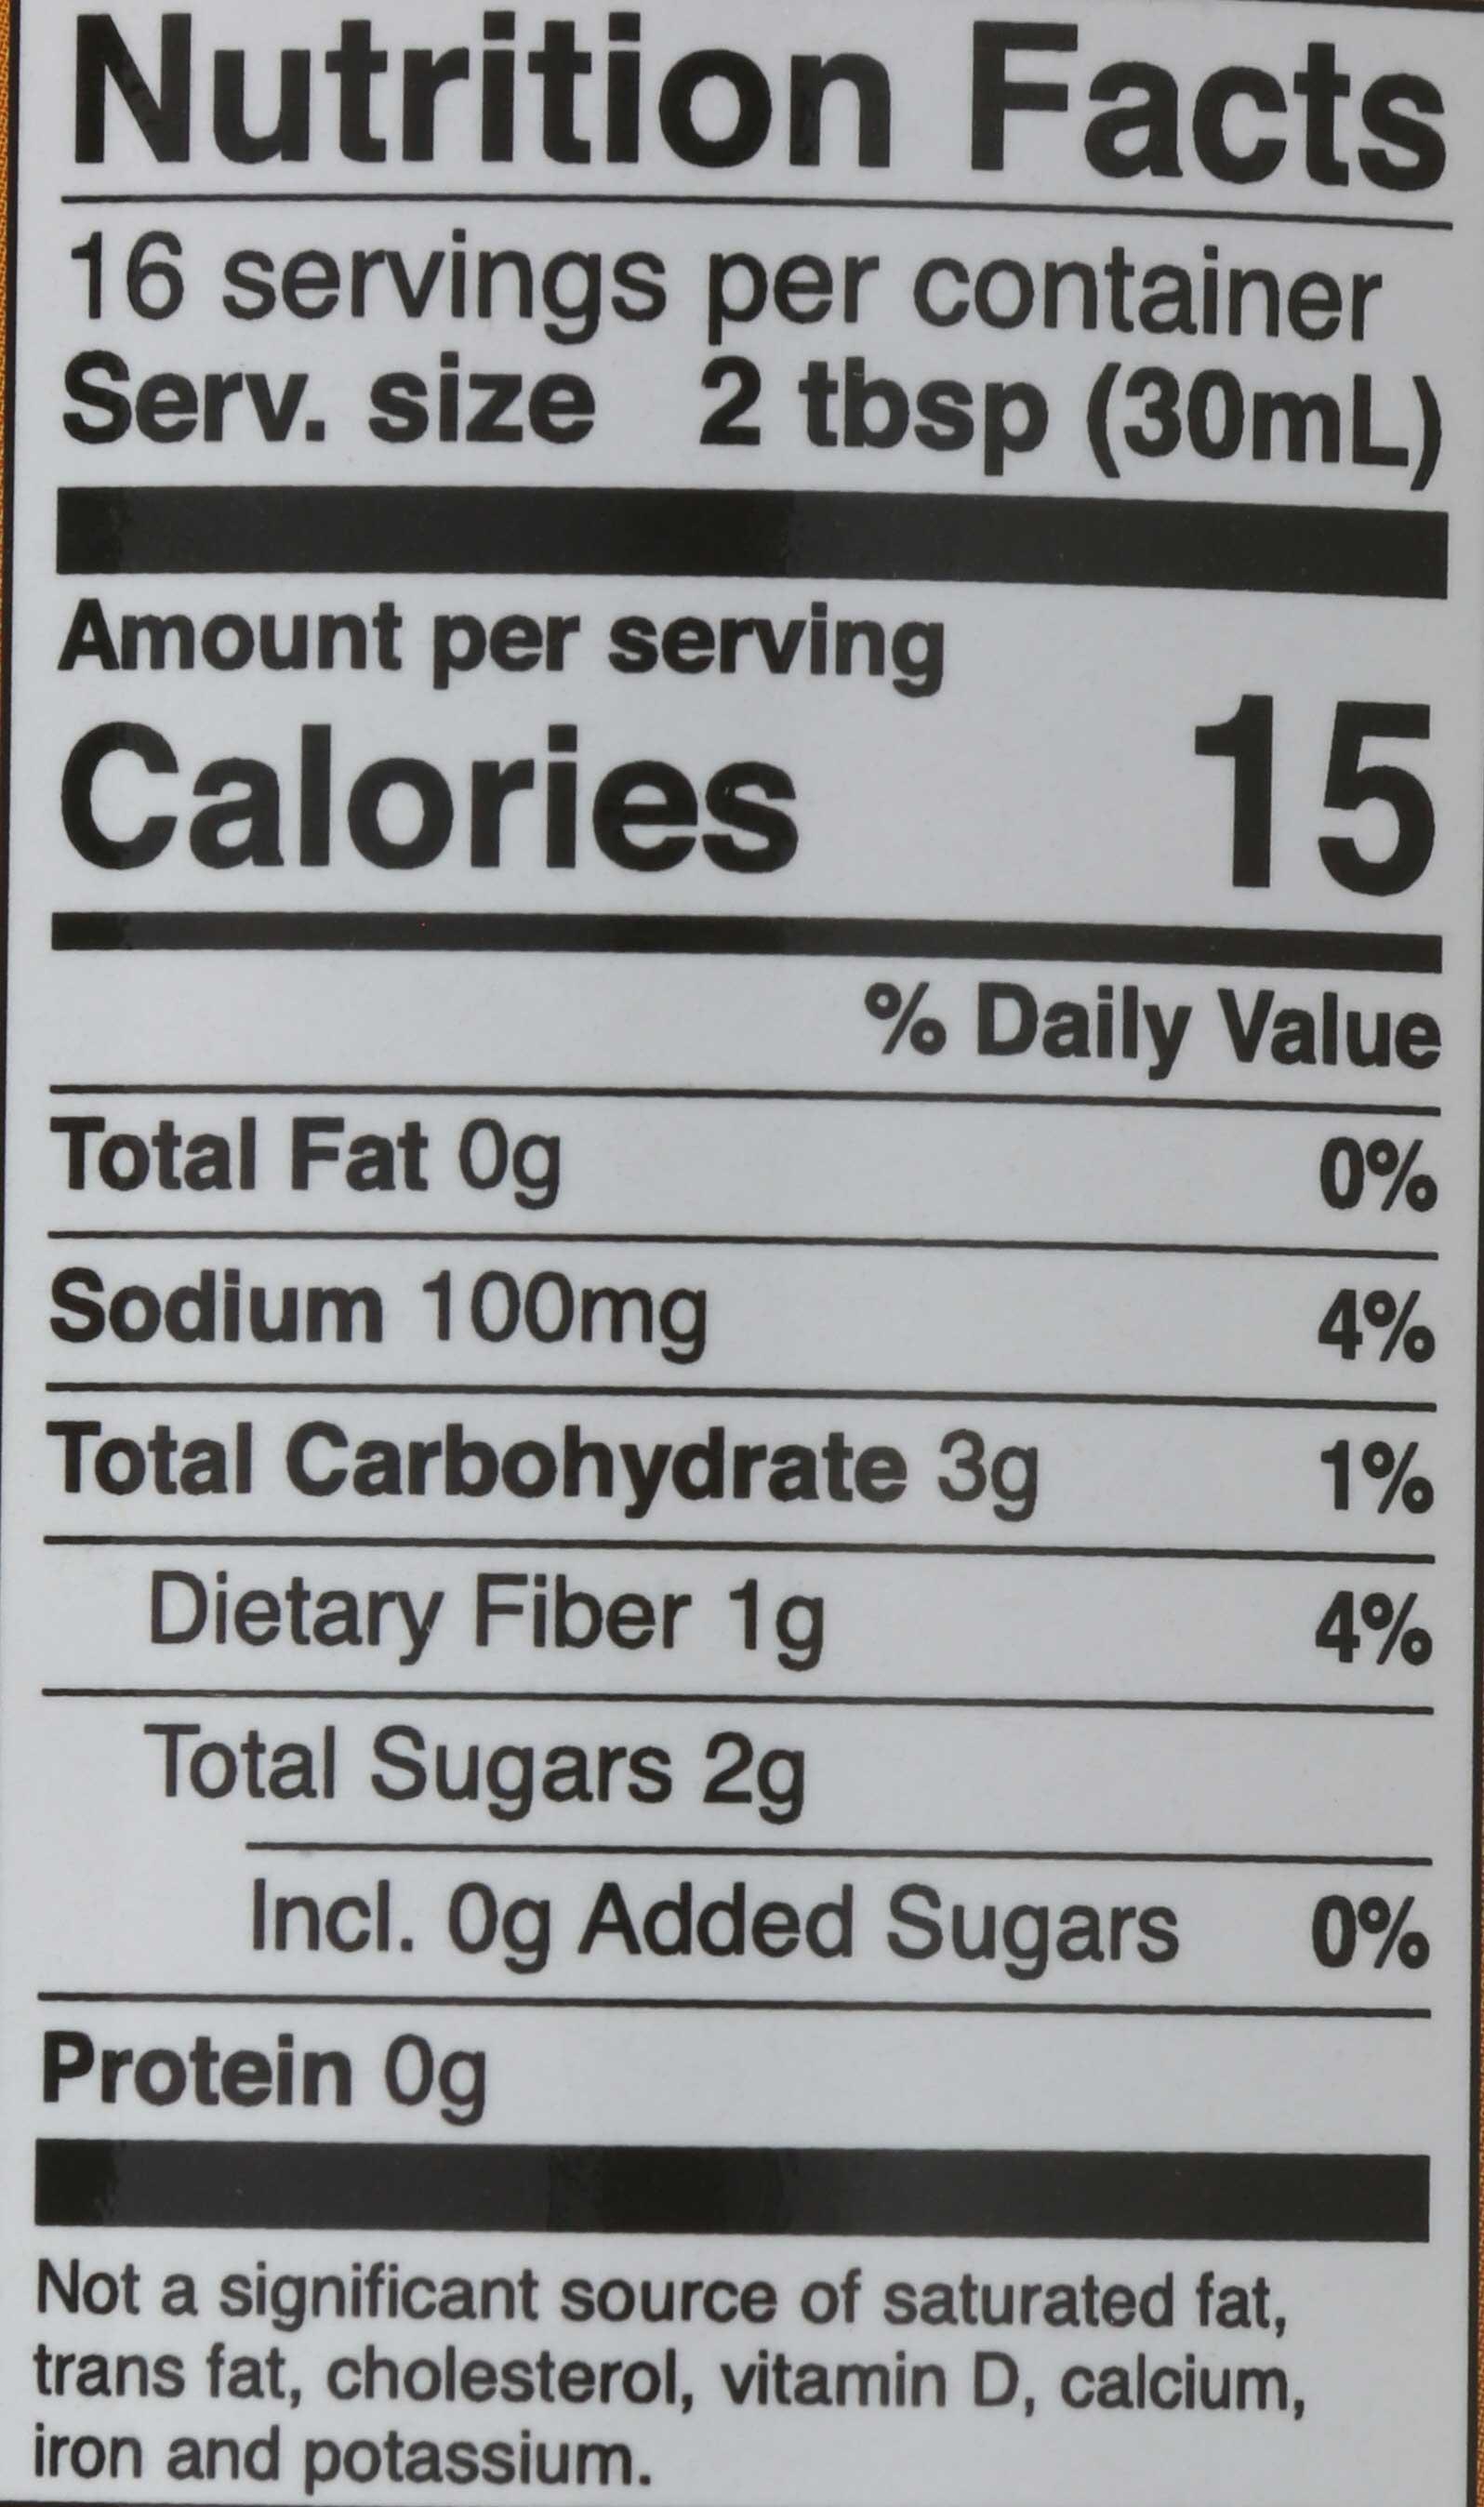 Nutrition Facts
16 servings per container
Serv. size 2 tbsp (30mL)
Amount per serving
Calories 15
% Daily Value
Total Fat 0g 0%
Sodium 100mg 4%
Total Carbohydrate 3g 1%
Dietary Fiber 1g 4%
Total Sugars 2g
Incl. 0g Added Sugars 0%
Protein 0g
Not a significant source of saturated fat,
trans fat, cholesterol, vitamin D, calcium,
iron and potassium.